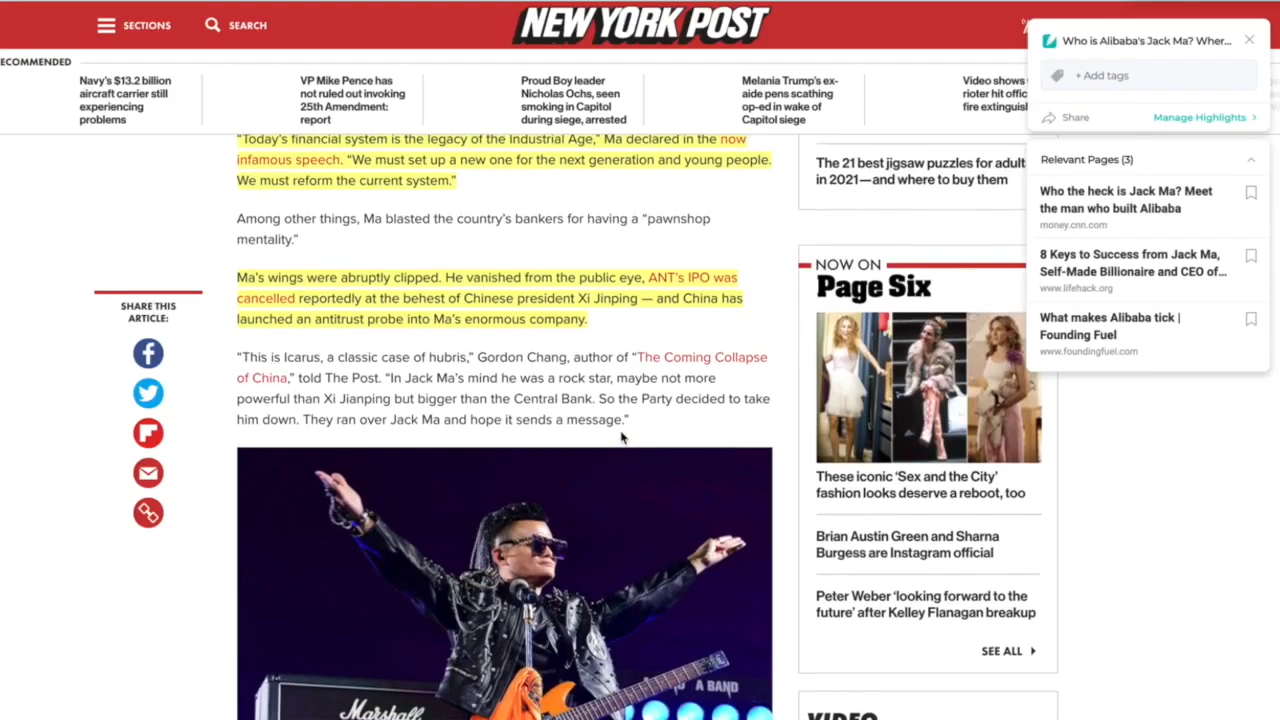 SECTIONS
SEARCH
NEW YORK POST
Who is Alibaba's Jack Ma? Wher...
+ Add tags
Share
Manage Highlights
RECOMMENDED
Navy's $13.2 billion
aircraft carrier still
experiencing
problems
VP Mike Pence has
not ruled out invoking
25th Amendment:
report
Proud Boy leader
Nicholas Ochs, seen
smoking in Capitol
during siege, arrested
Melania Trump's ex-
aide pens scathing
op-ed in wake of
Capitol siege
Video shows
rioter hit offic
fire extinguish
"Today's financial system is the legacy of the Industrial Age," Ma declared in the now
infamous speech. "We must set up a new one for the next generation and young people.
We must reform the current system."
Among other things, Ma blasted the country's bankers for having a "pawnshop
mentality."
Ma's wings were abruptly clipped. He vanished from the public eye, ANT's IPO was
cancelled reportedly at the behest of Chinese president Xi Jinping — and China has
launched an antitrust probe into Ma's enormous company.
"This is Icarus, a classic case of hubris," Gordon Chang, author of "The Coming Collapse
of China," told The Post. "In Jack Ma's mind he was a rock star, maybe not more
powerful than Xi Jianping but bigger than the Central Bank. So the Party decided to take
him down. They ran over Jack Ma and hope it sends a message."
SHARE THIS
ARTICLE:
Marshall
A BAND
The 21 best jigsaw puzzles for adult
in 2021—and where to buy them
NOW ON
Page Six
These iconic 'Sex and the City'
fashion looks deserve a reboot, too
Brian Austin Green and Sharna
Burgess are Instagram official
Peter Weber 'looking forward to the
future' after Kelley Flanagan breakup
SEE ALL
VIDEO
Relevant Pages (3)
Who the heck is Jack Ma? Meet
the man who built Alibaba
money.cnn.com
8 Keys to Success from Jack Ma,
Self-Made Billionaire and CEO of...
www.lifehack.org
What makes Alibaba tick |
Founding Fuel
www.foundingfuel.com